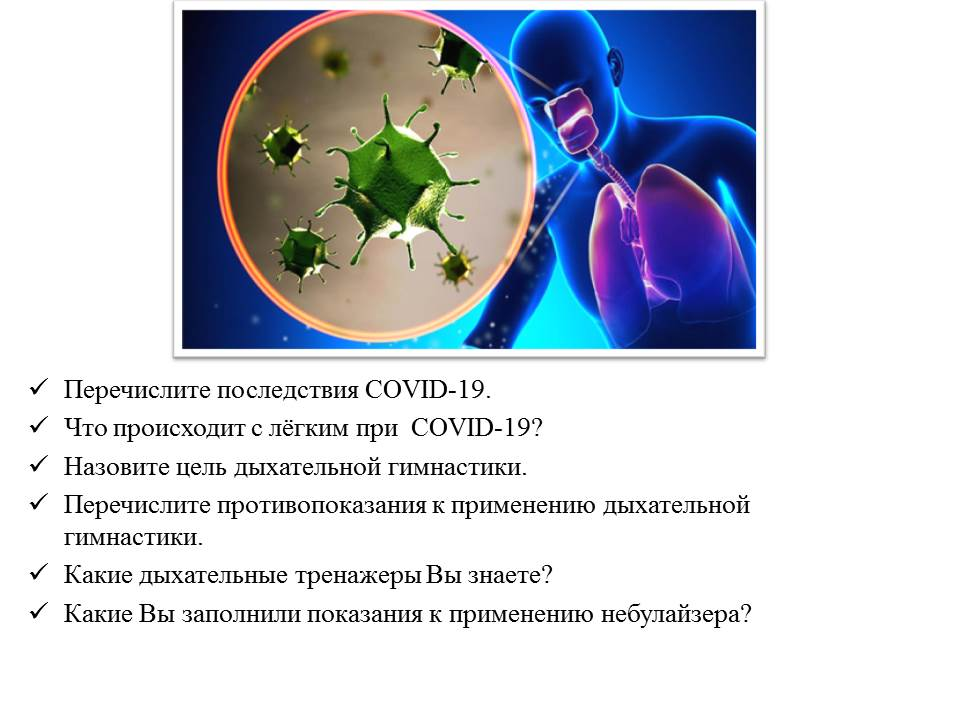 ✓ Перечислите последствия COVID-19.
✓ Что происходит с лёгким при  COVID-19?
✓ Назовите цель дыхательной гимнастики.
✓ Перечислите противопоказания к применению дыхательной
гимнастики.
✓ Какие дыхательные тренажеры Вы знаете?
✓ Какие Вы заполнили показания к применению небулайзера?